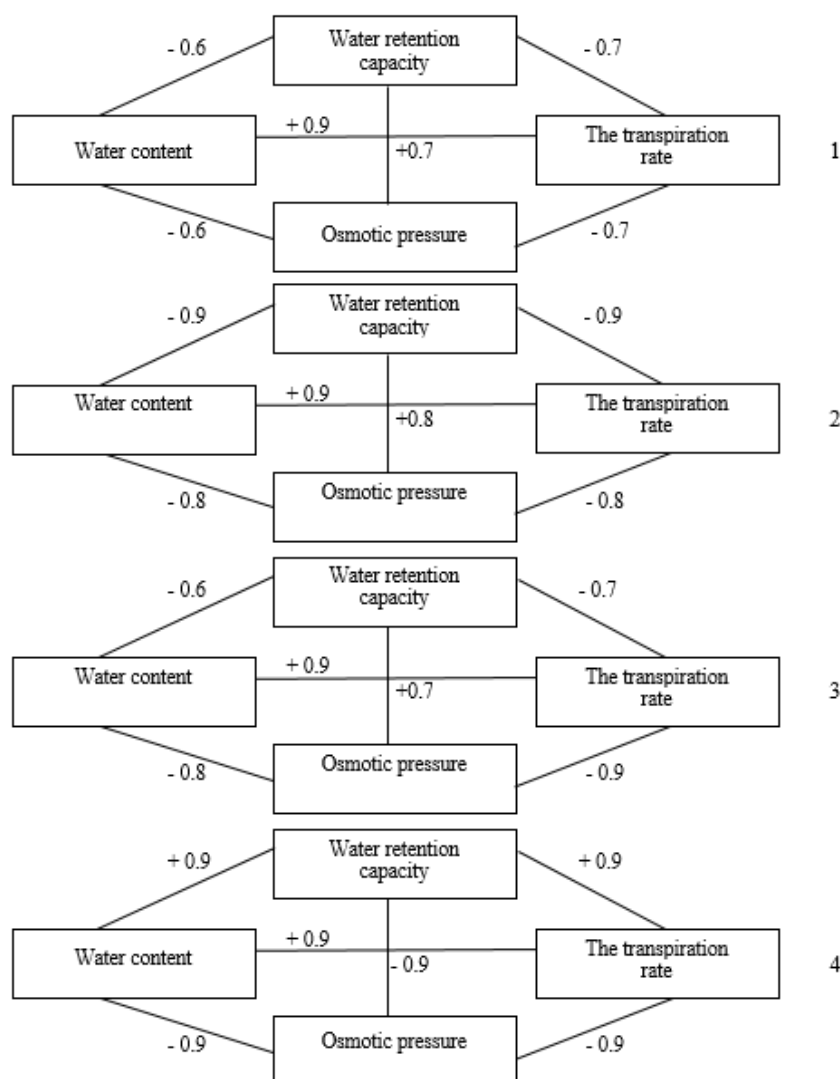 - 0.6
Water retention
capacity
- 0.7
Water content
+ 0.9
+0.7
The transpiration
rate
1
- 0.6
Osmotic pressure
- 0.7
- 0.9
Water retention
capacity
- 0.9
Water content
+ 0.9
+0.8
The transpiration
rate
2
- 0.8
Osmotic pressure
- 0.8
- 0.6
Water retention
capacity
- 0.7
Water content
+ 0.9
+0.7
The transpiration
rate
3
- 0.8
Osmotic pressure
- 0.9
+ 0.9
Water retention
capacity
+ 0.9
Water content
+ 0.9
- 0.9
The transpiration
rate
4
- 0.9
Osmotic pressure
- 0.9